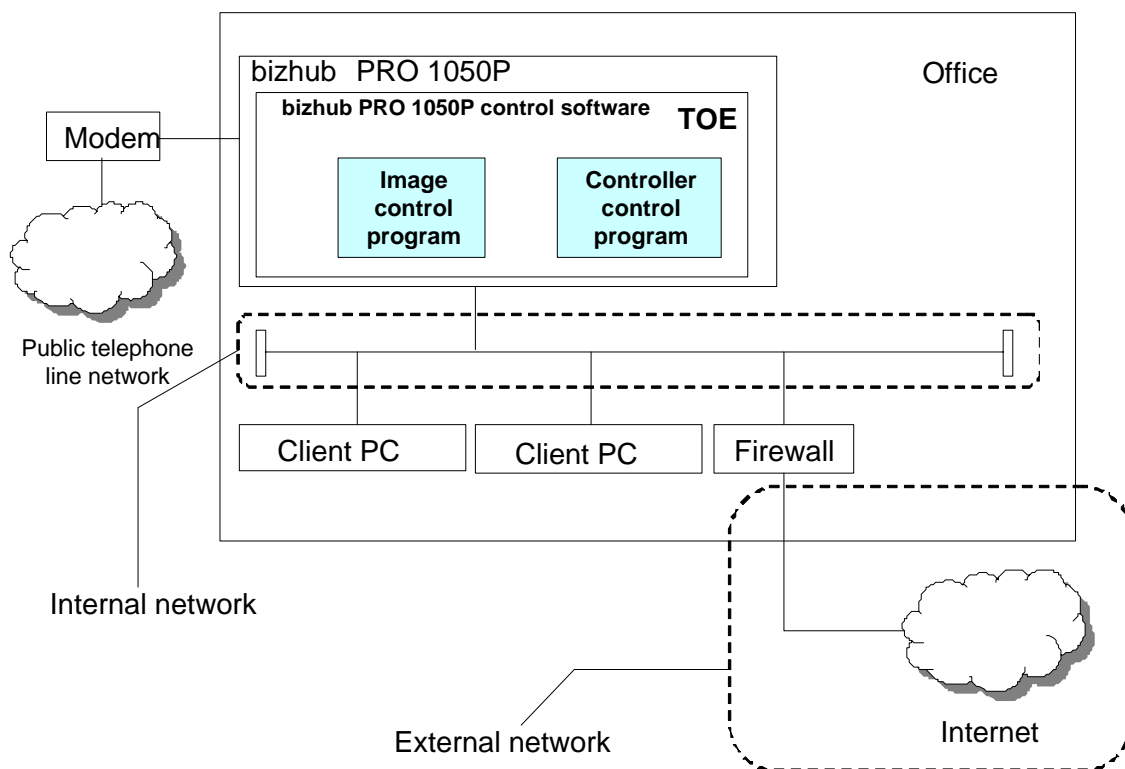 bizhub PRO 1050P
Office
bizhub PRO 1050P control software
TOE
Modem
Image
control
program
Controller
control
program
Public telephone
line network
Client PC
Client PC
Firewall
Internal network
External network
Internet